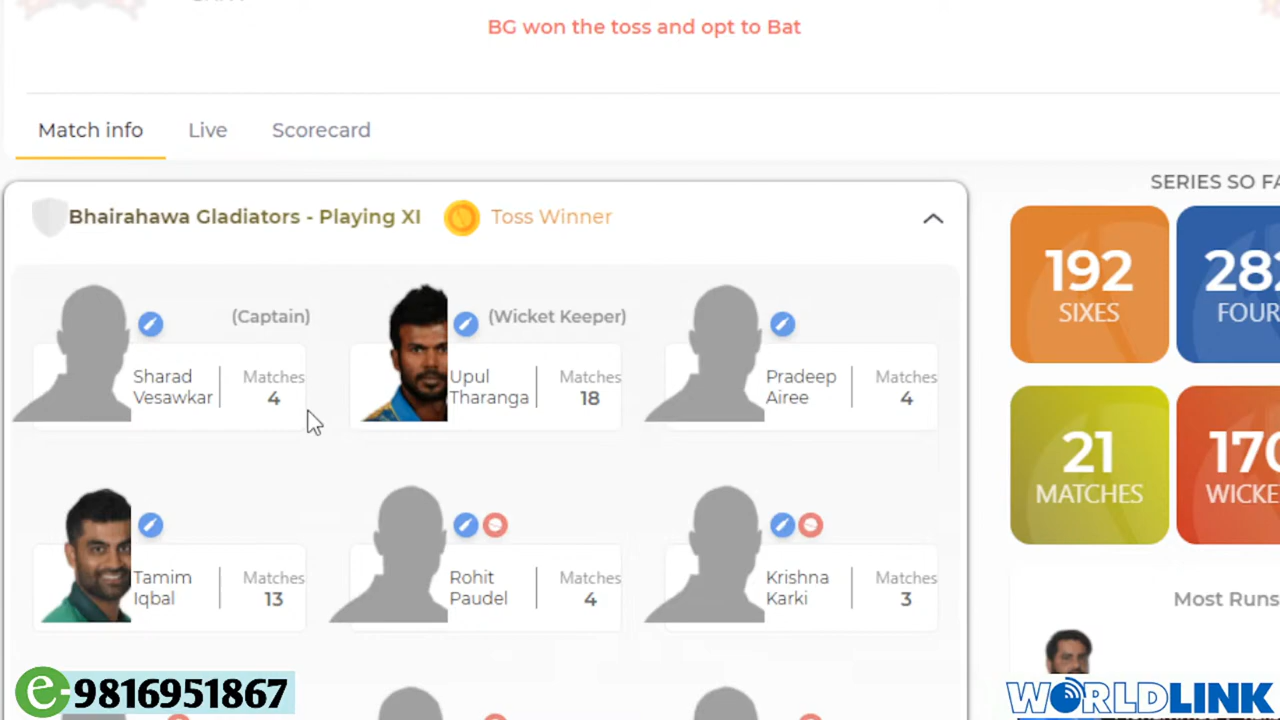 BG won the toss and opt to Bat
Match info Live Scorecard
Bhairahawa Gladiators - Playing XI Toss Winner
(Captain)
Sharad
Vesawkar
Matches
4
(Wicket Keeper)
Upul
Tharanga
Matches
18
Pradeep
Airee
Matches
4
Tamim
Iqbal
Matches
13
Rohit
Paudel
Matches
4
Krishna
Karki
Matches
3
SERIES SO FA
192
SIXES
282
FOUR
21
MATCHES
170
WICKE
Most Runs
e-9816951867
WORLDLINK